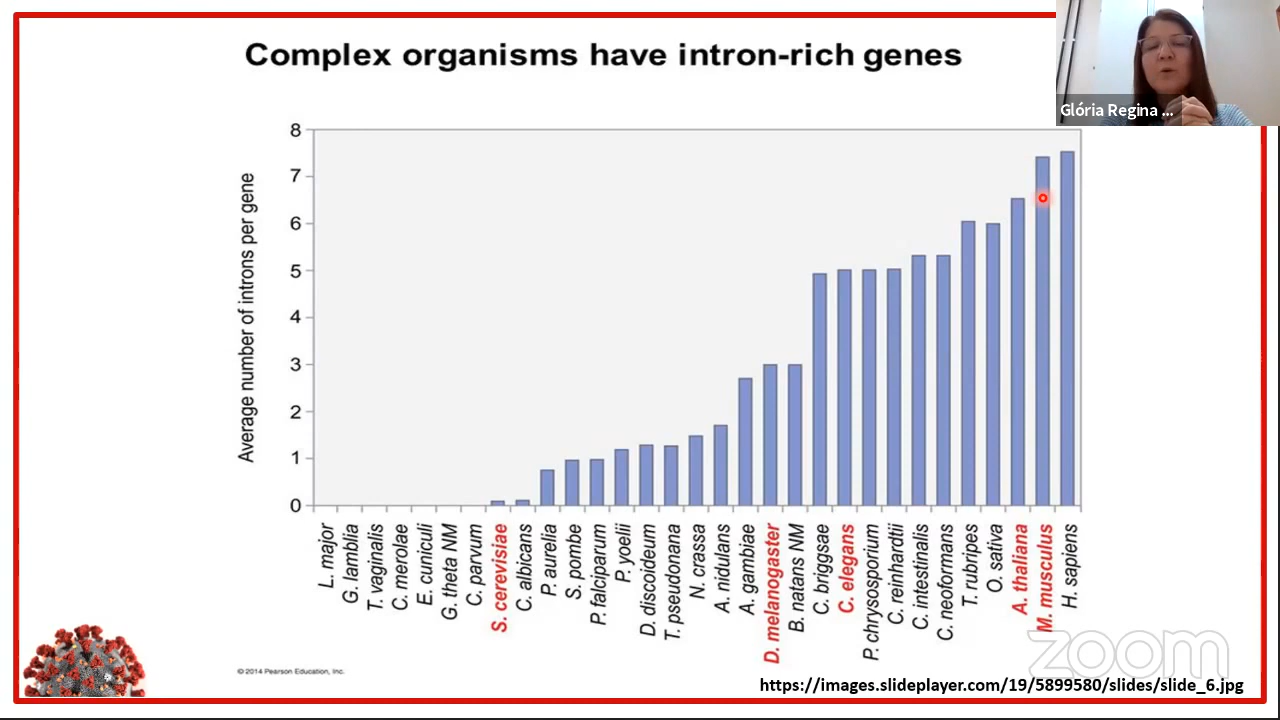 Complex organisms have intron-rich genes
Glória Regina ...
Average number of introns per gene
8
7
6
5
4
3
2
1
0
L. major
G. lamblia
T. vaginalis
C. merolae
E. cuniculi
G. theta NM
C. parvum
S. cerevisiae
C. albicans
P. aurelia
S. pombe
P. falciparum
P. yoelii
D. discoideum
T. pseudonana
N. crassa
A. nidulans
A. gambiae
D. melanogaster
B. natans NM
C. briggsae
C. elegans
P. chrysosporium
C. reinhardtii
C. intestinalis
C. neoformans
T. rubripes
O. sativa
A. thaliana
M. musculus
H. sapiens
zoom
© 2014 Pearson Education, Inc.
https://images.slideplayer.com/19/5899580/slides/slide_6.jpg